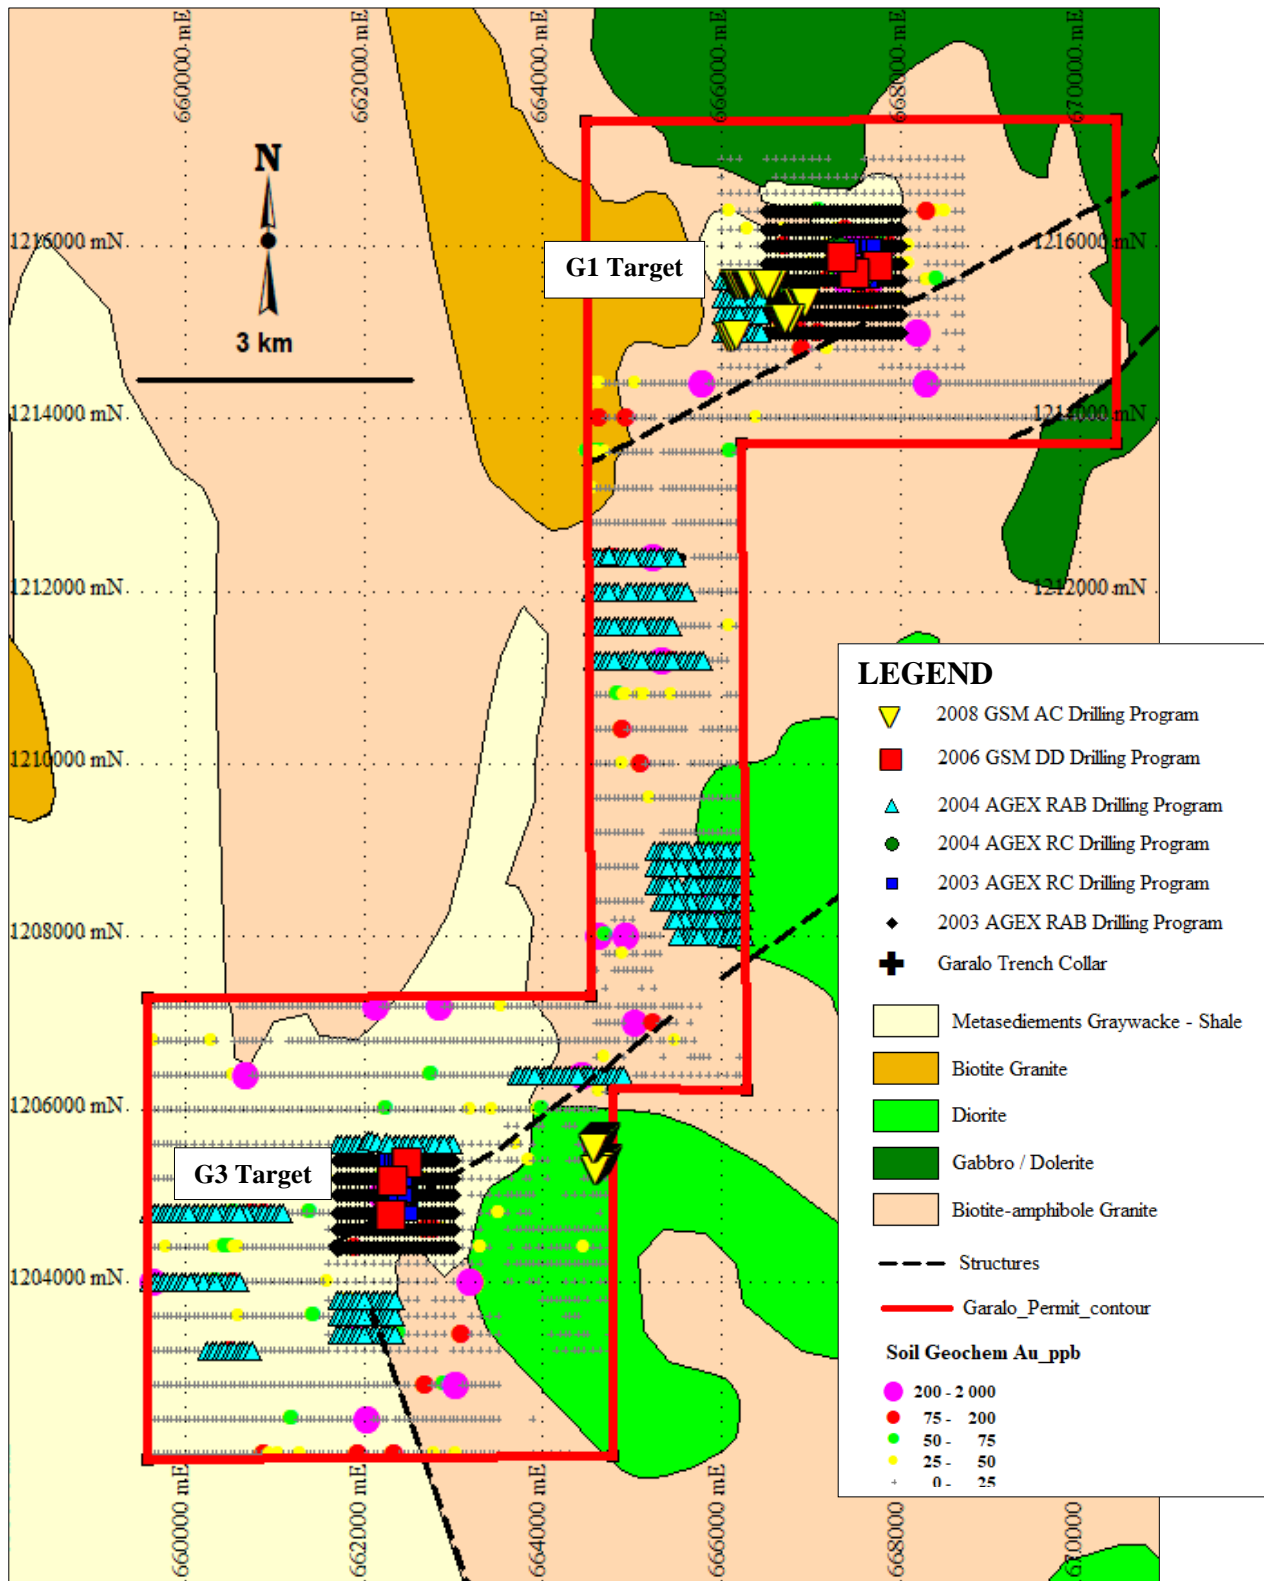 660000 mE
662000 mE
664000 mE
666000 mE
668000 mE
670000 mE
N
3 km
1216000 mN
1216000 mN
G1 Target
1214000 mN
1214000 mN
1212000 mN
1212000 mN
1210000 mN
1208000 mN
1206000 mN
G3 Target
1204000 mN
LEGEND
2008 GSM AC Drilling Program
2006 GSM DD Drilling Program
2004 AGEX RAB Drilling Program
2004 AGEX RC Drilling Program
2003 AGEX RC Drilling Program
2003 AGEX RAB Drilling Program
Garalo Trench Collar
Metasediements Graywacke - Shale
Biotite Granite
Diorite
Gabbro / Dolerite
Biotite-amphibole Granite
Structures
Garalo_Permit_contour
Soil Geochem Au_ppb
200 - 2 000
75 - 200
50 - 75
25 - 50
0 - 25
660000 mE
662000 mE
664000 mE
666000 mE
668000 mE
670000 mE